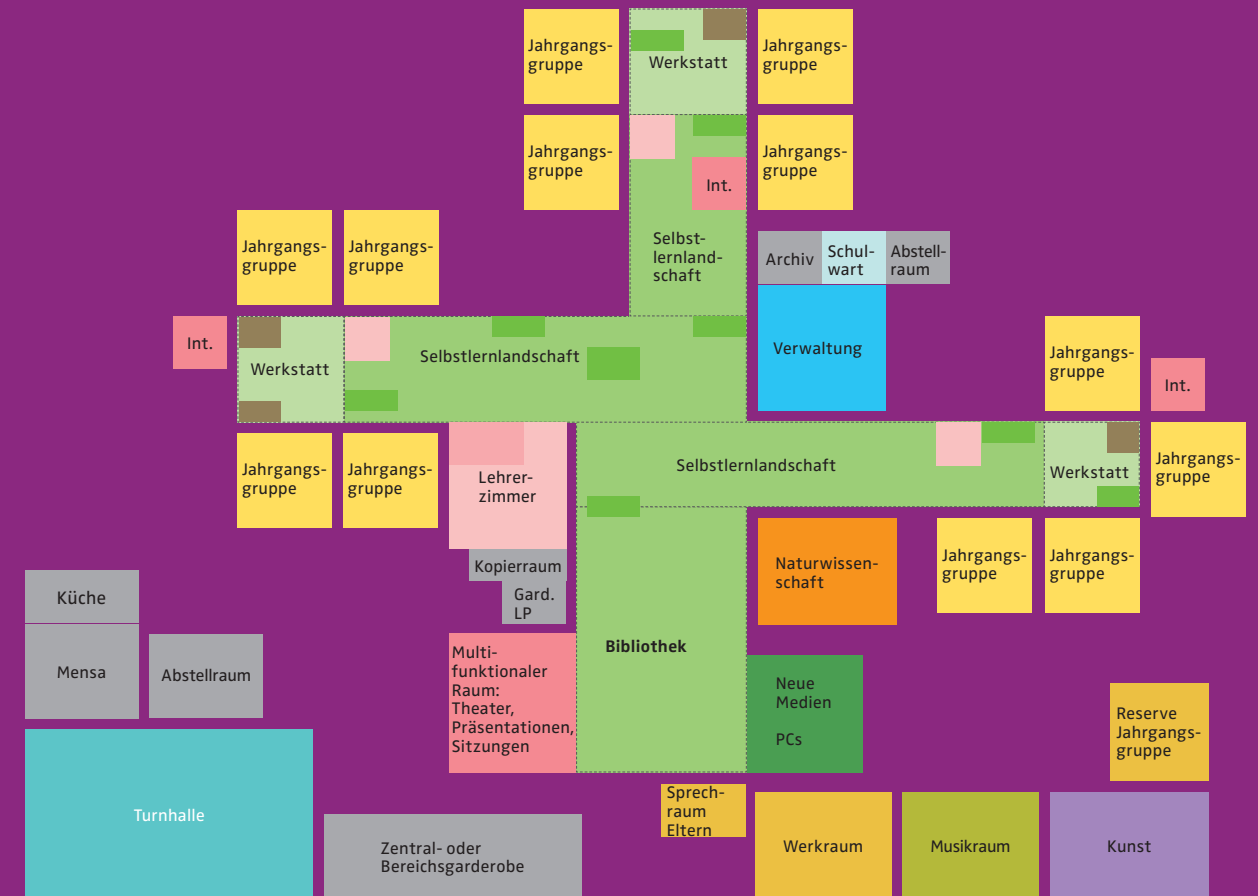 Jahrgangs-
gruppe
Werkstatt
Jahrgangs-
gruppe
Jahrgangs-
gruppe
Int.
Jahrgangs-
gruppe
Jahrgangs-
gruppe
Jahrgangs-
gruppe
Selbst-
lernland-
schaft
Archiv
Schul-
wart
Abstell-
raum
Int.
Werkstatt
Selbstlernlandschaft
Verwaltung
Jahrgangs-
gruppe
Int.
Jahrgangs-
gruppe
Jahrgangs-
gruppe
Lehrer-
zimmer
Selbstlernlandschaft
Werkstatt
Jahrgangs-
gruppe
Kopierraum
Gard.
LP
Naturwissen-
schaft
Jahrgangs-
gruppe
Jahrgangs-
gruppe
Küche
Mensa
Abstellraum
Multi-
funktionaler
Raum:
Theater,
Präsentationen,
Sitzungen
Bibliothek
Neue
Medien
PCs
Reserve
Jahrgangs-
gruppe
Turnhalle
Zentral- oder
Bereichsgarderobe
Sprech-
raum
Eltern
Werkraum
Musikraum
Kunst